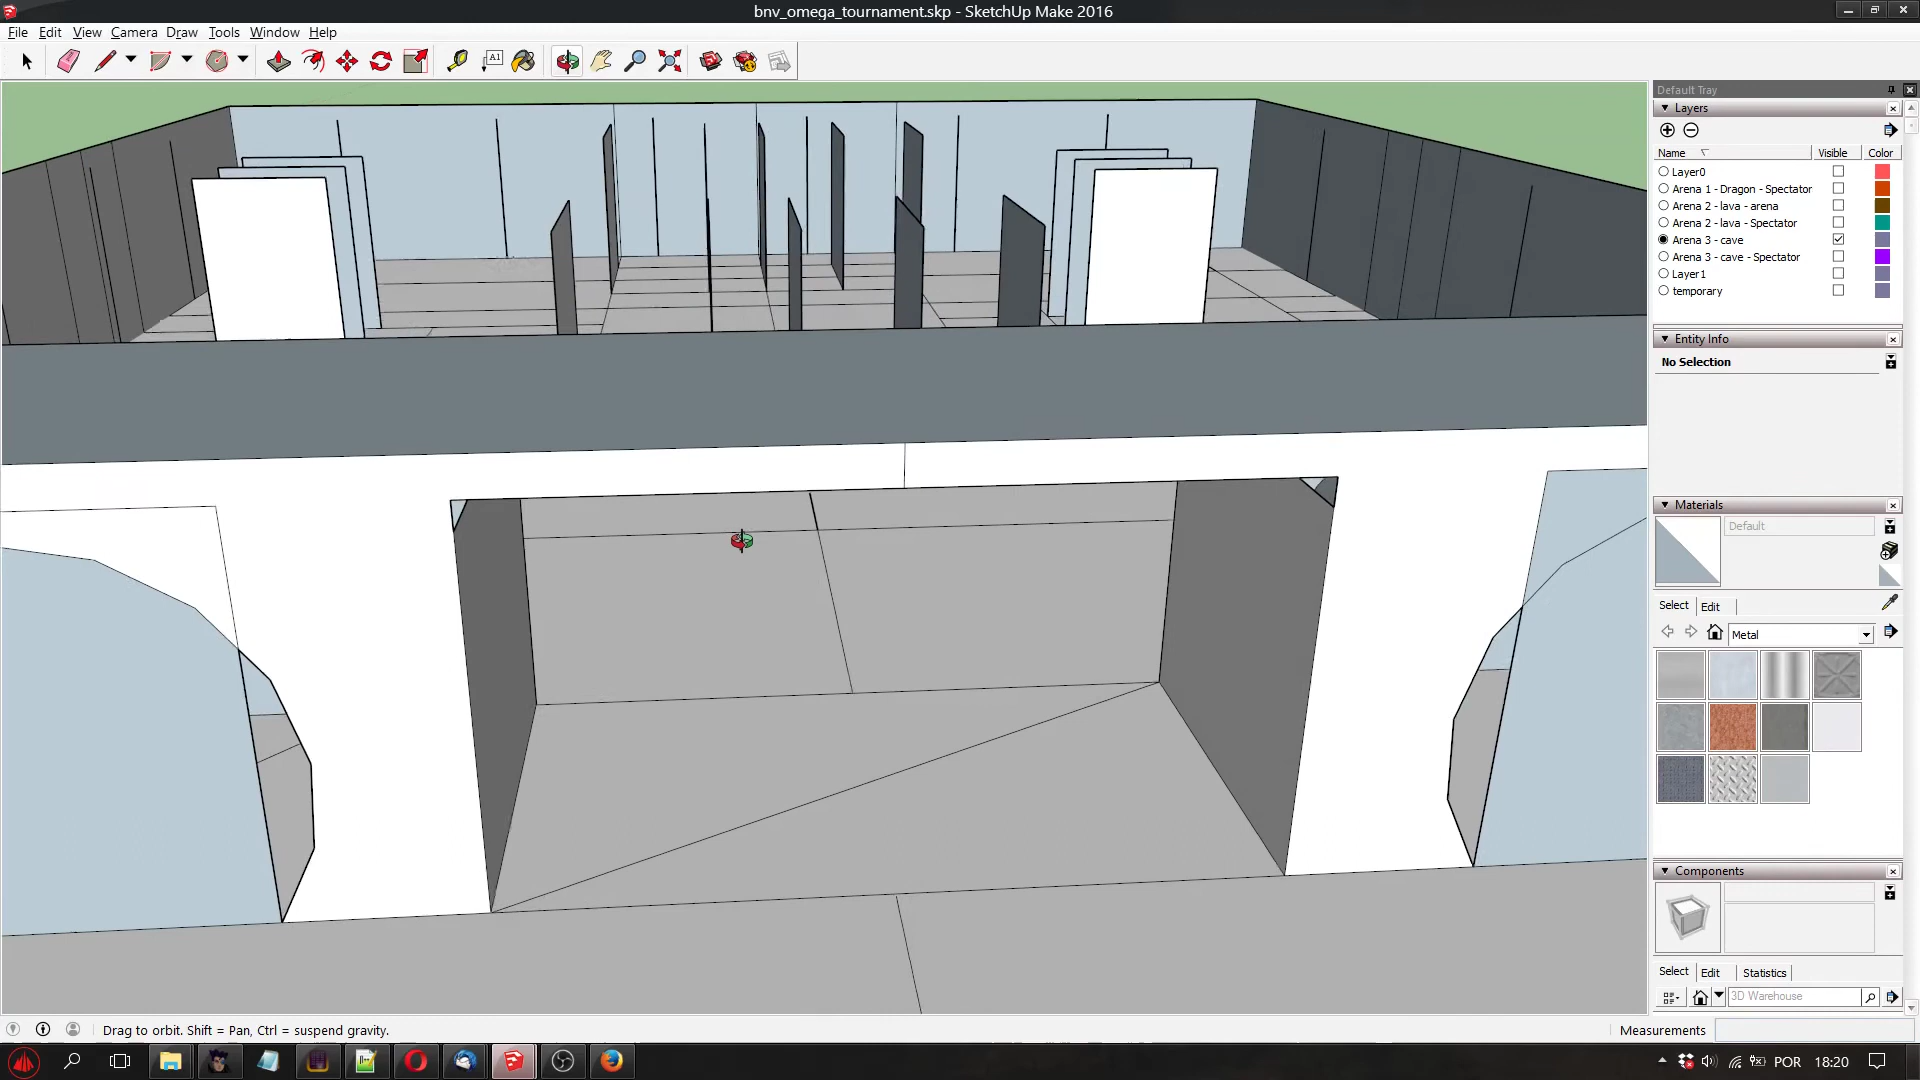 bnv_omega_tournament.skp - SketchUp Make 2016
File Edit View Camera Draw Tools Window Help
A1
Default Tray
Layers
Name Visible Color
Layer0
Arena 1 - Dragon - Spectator
Arena 2 - lava - arena
Arena 2 - lava - Spectator
Arena 3 - cave
Arena 3 - cave - Spectator
Layer1
temporary
Entity Info
No Selection
Materials
Default
Select Edit
Metal
Components
Select Edit Statistics
3D Warehouse
Drag to orbit. Shift = Pan, Ctrl = suspend gravity.
Measurements
POR 18:20